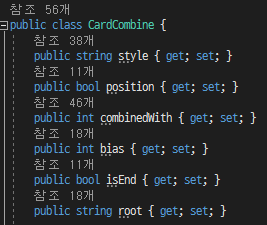 참조 56개
public class CardCombine {
참조 38개
public string style { get; set; }
참조 11개
public bool position { get; set; }
참조 46개
public int combinedWith { get; set; }
참조 18개
public int bias { get; set; }
참조 11개
public bool isEnd { get; set; }
참조 18개
public string root { get; set; }